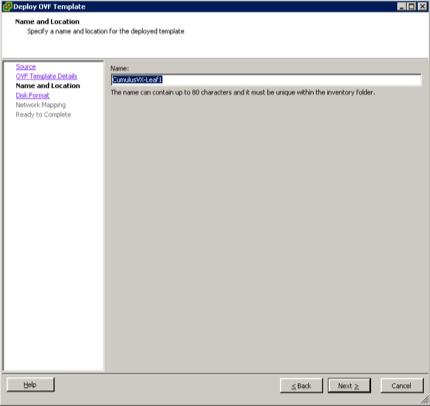 Deploy OVF Template
Name and Location
Specify a name and location for the deployed template
Source
OVF Template Details
Name and Location
Disk Format
Network Mapping
Ready to Complete
Name:
CumulusVX-Leaf1
The name can contain up to 80 characters and it must be unique within the inventory folder.
Help
< Back
Next >
Cancel